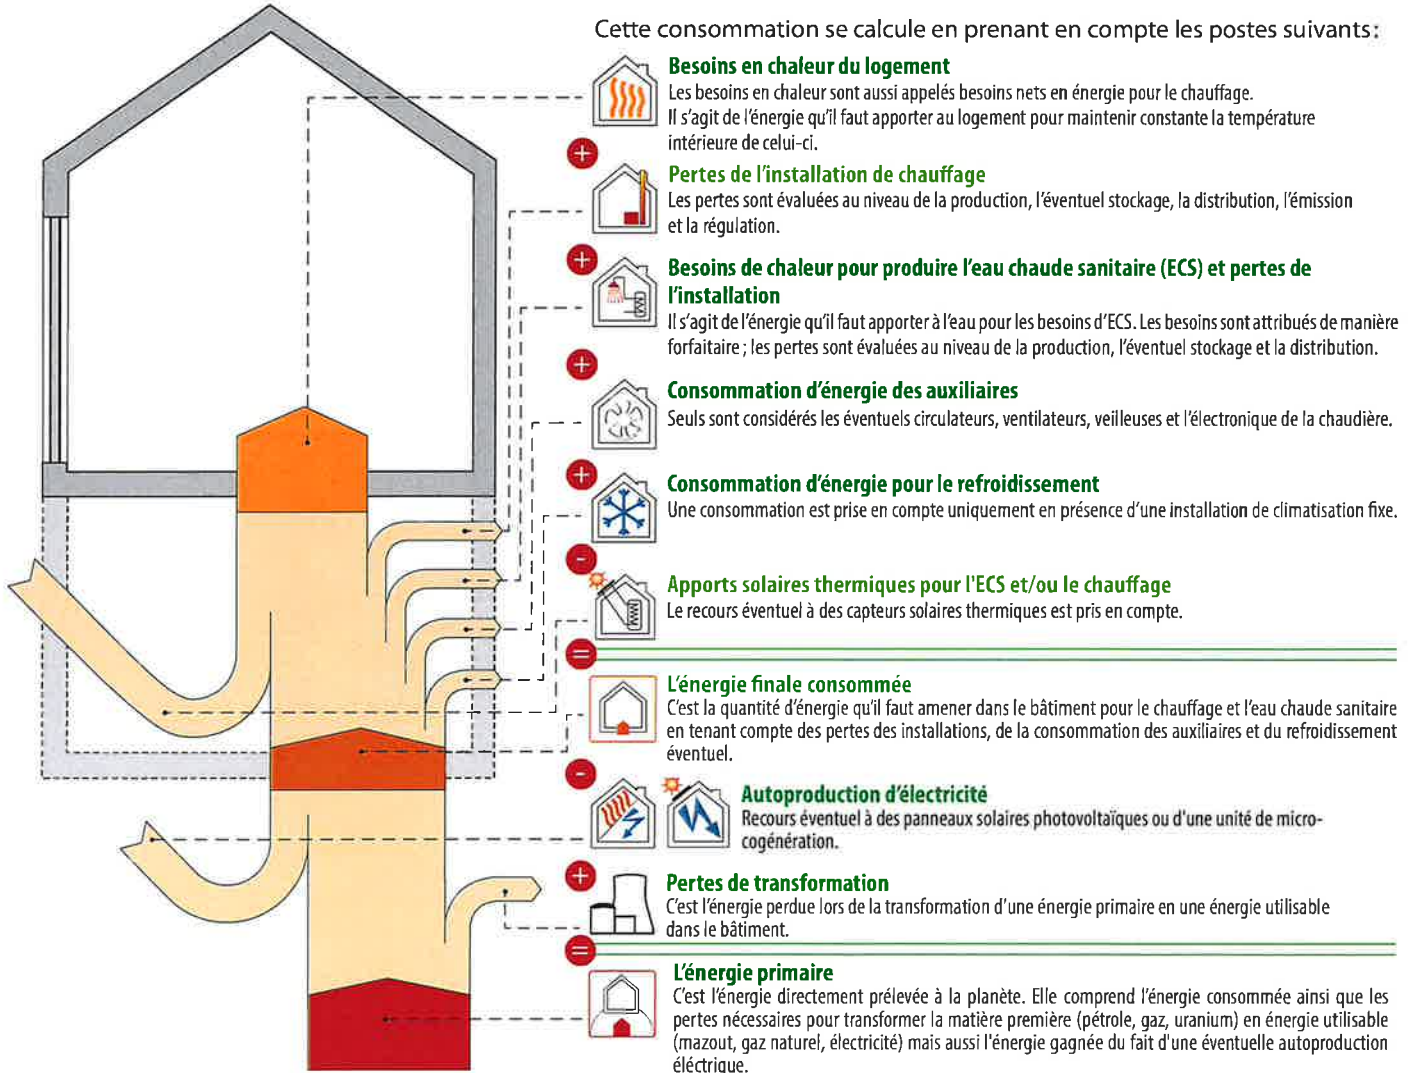 Cette consommation se calcule en prenant en compte les postes suivants:
Besoins en chaleur du logement
Les besoins en chaleur sont aussi appelés besoins nets en énergie pour le chauffage.
Il s'agit de l'énergie qu'il faut apporter au logement pour maintenir constante la température
intérieure de celui-ci.
+
Pertes de l'installation de chauffage
Les pertes sont évaluées au niveau de la production, l'éventuel stockage, la distribution, l'émission
et la régulation.
+
Besoins de chaleur pour produire l'eau chaude sanitaire (ECS) et pertes de
l'installation
Il s'agit de l'énergie qu'il faut apporter à l'eau pour les besoins d'ECS. Les besoins sont attribués de manière
forfaitaire ; les pertes sont évaluées au niveau de la production, l'éventuel stockage et la distribution.
+
Consommation d'énergie des auxiliaires
Seuls sont considérés les éventuels circulateurs, ventilateurs, veilleuses et l'électronique de la chaudière.
+
Consommation d'énergie pour le refroidissement
Une consommation est prise en compte uniquement en présence d'une installation de climatisation fixe.
-
Apports solaires thermiques pour l'ECS et/ou le chauffage
Le recours éventuel à des capteurs solaires thermiques est pris en compte.
=
L'énergie finale consommée
C'est la quantité d'énergie qu'il faut amener dans le bâtiment pour le chauffage et l'eau chaude sanitaire
en tenant compte des pertes des installations, de la consommation des auxiliaires et du refroidissement
éventuel.
-
Autoproduction d'électricité
Recours éventuel à des panneaux solaires photovoltaïques ou d'une unité de micro-
cogénération.
+
Pertes de transformation
C'est l'énergie perdue lors de la transformation d'une énergie primaire en une énergie utilisable
dans le bâtiment.
=
L'énergie primaire
C'est l'énergie directement prélevée à la planète. Elle comprend l'énergie consommée ainsi que les
pertes nécessaires pour transformer la matière première (pétrole, gaz, uranium) en énergie utilisable
(mazout, gaz naturel, électricité) mais aussi l'énergie gagnée du fait d'une éventuelle autoproduction
éléctrique.